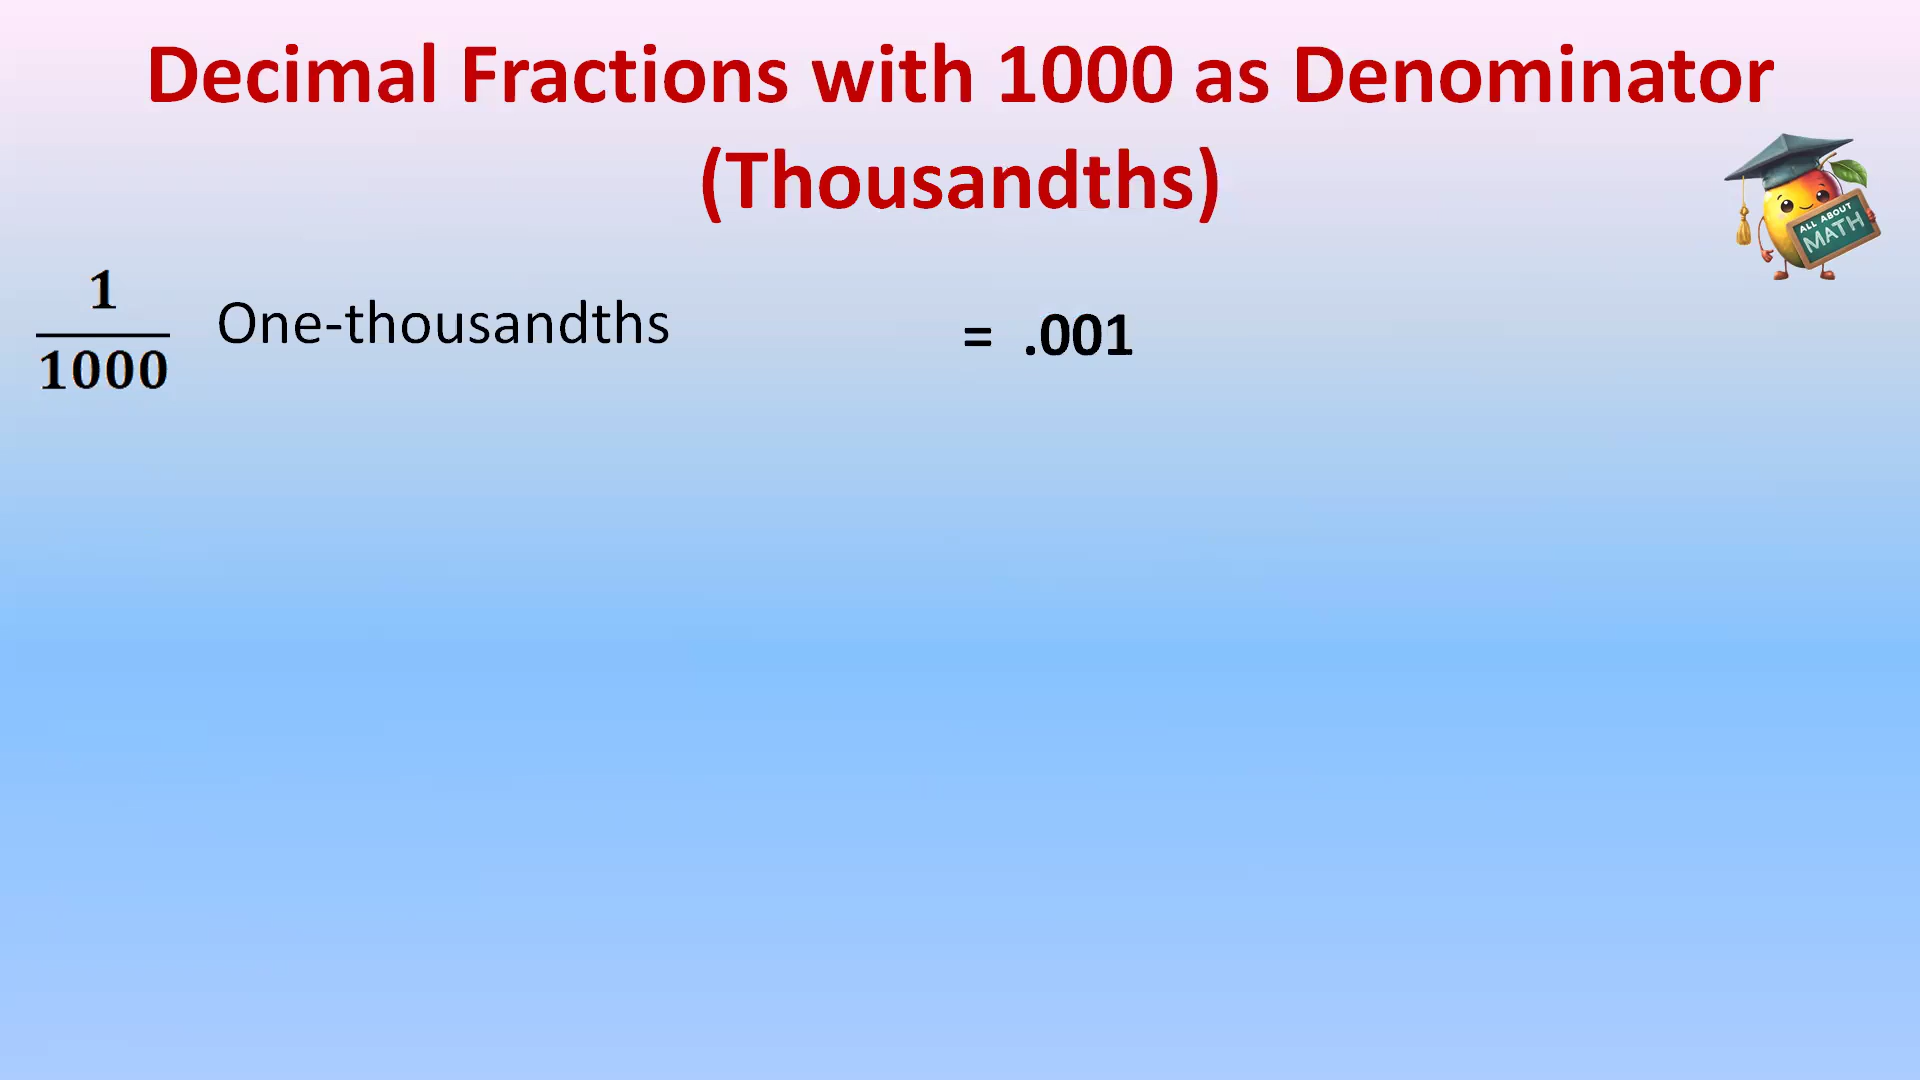 Decimal Fractions with 1000 as Denominator
(Thousandths)
ALL ABOUT
MATH
1
1000
One-thousandths = .001